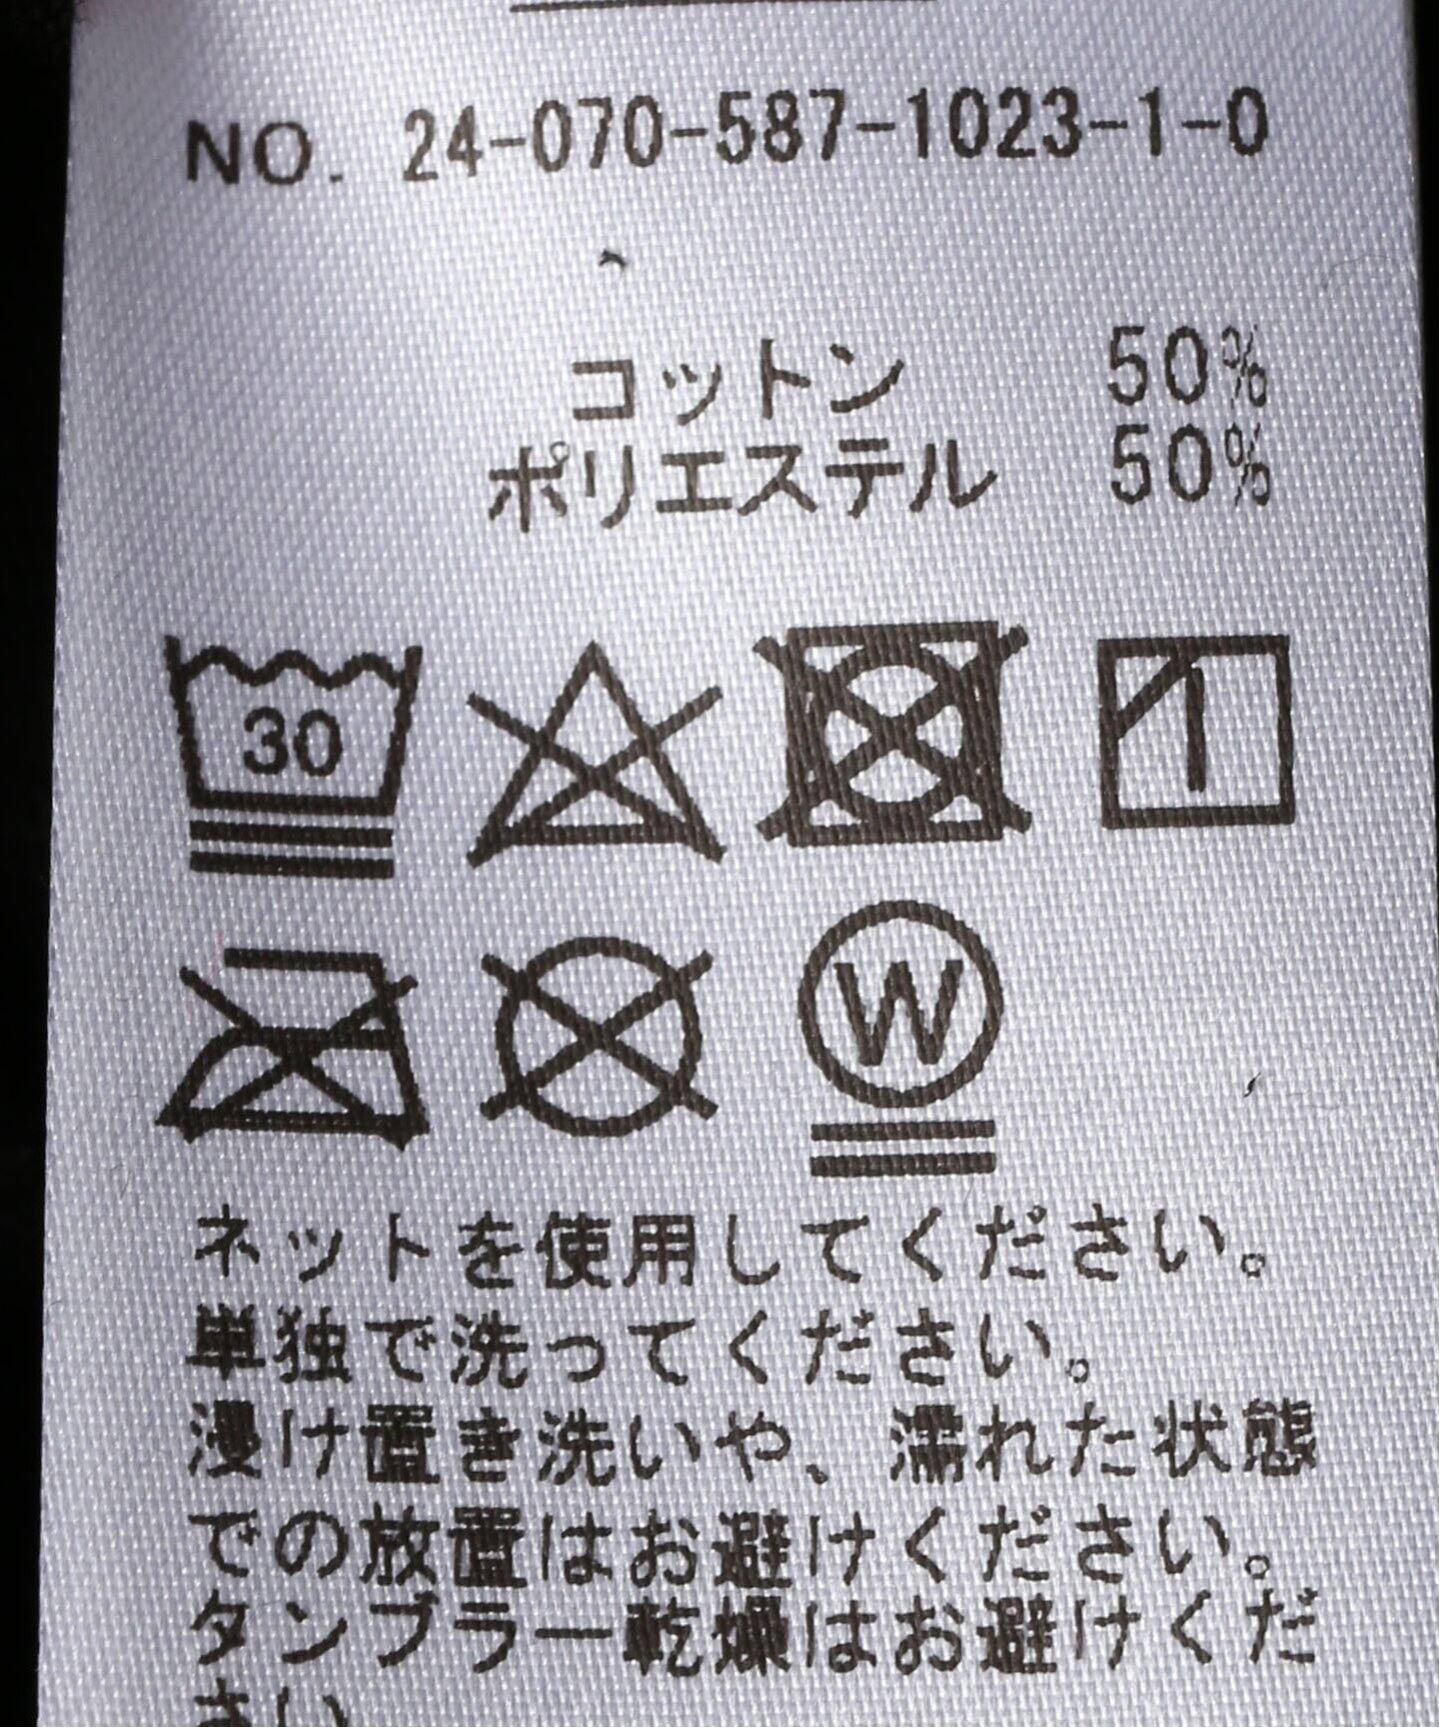 NO. 24-070-587-1023-1-0
コットン 50%
ポリエステル 50%
30
W
ネットを使用してください。
単独で洗ってください。
浸け置き洗いや、濡れた状態
での放置はお避けください。
タンブラー乾燥はお避けくだ
さい